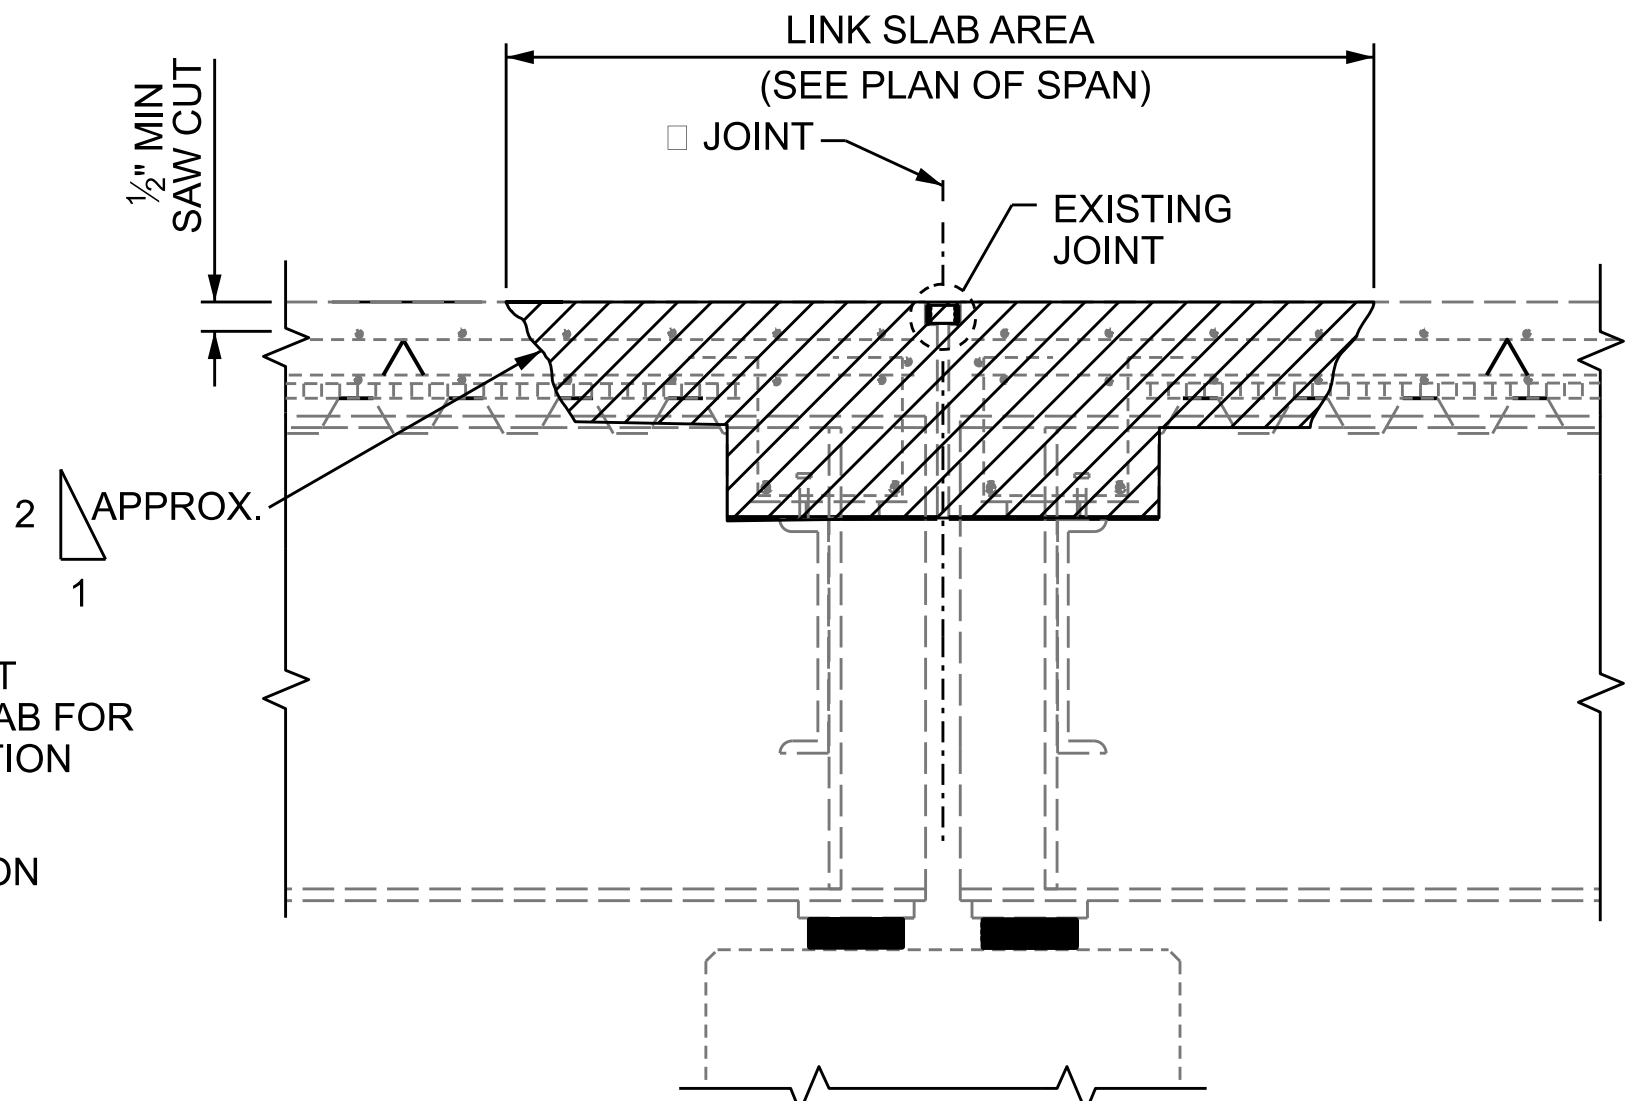 LINK SLAB AREA
(SEE PLAN OF SPAN)
½" MIN
SAW CUT
□ JOINT
EXISTING
JOINT
2
APPROX.
1
T
AB FOR
TION
ON